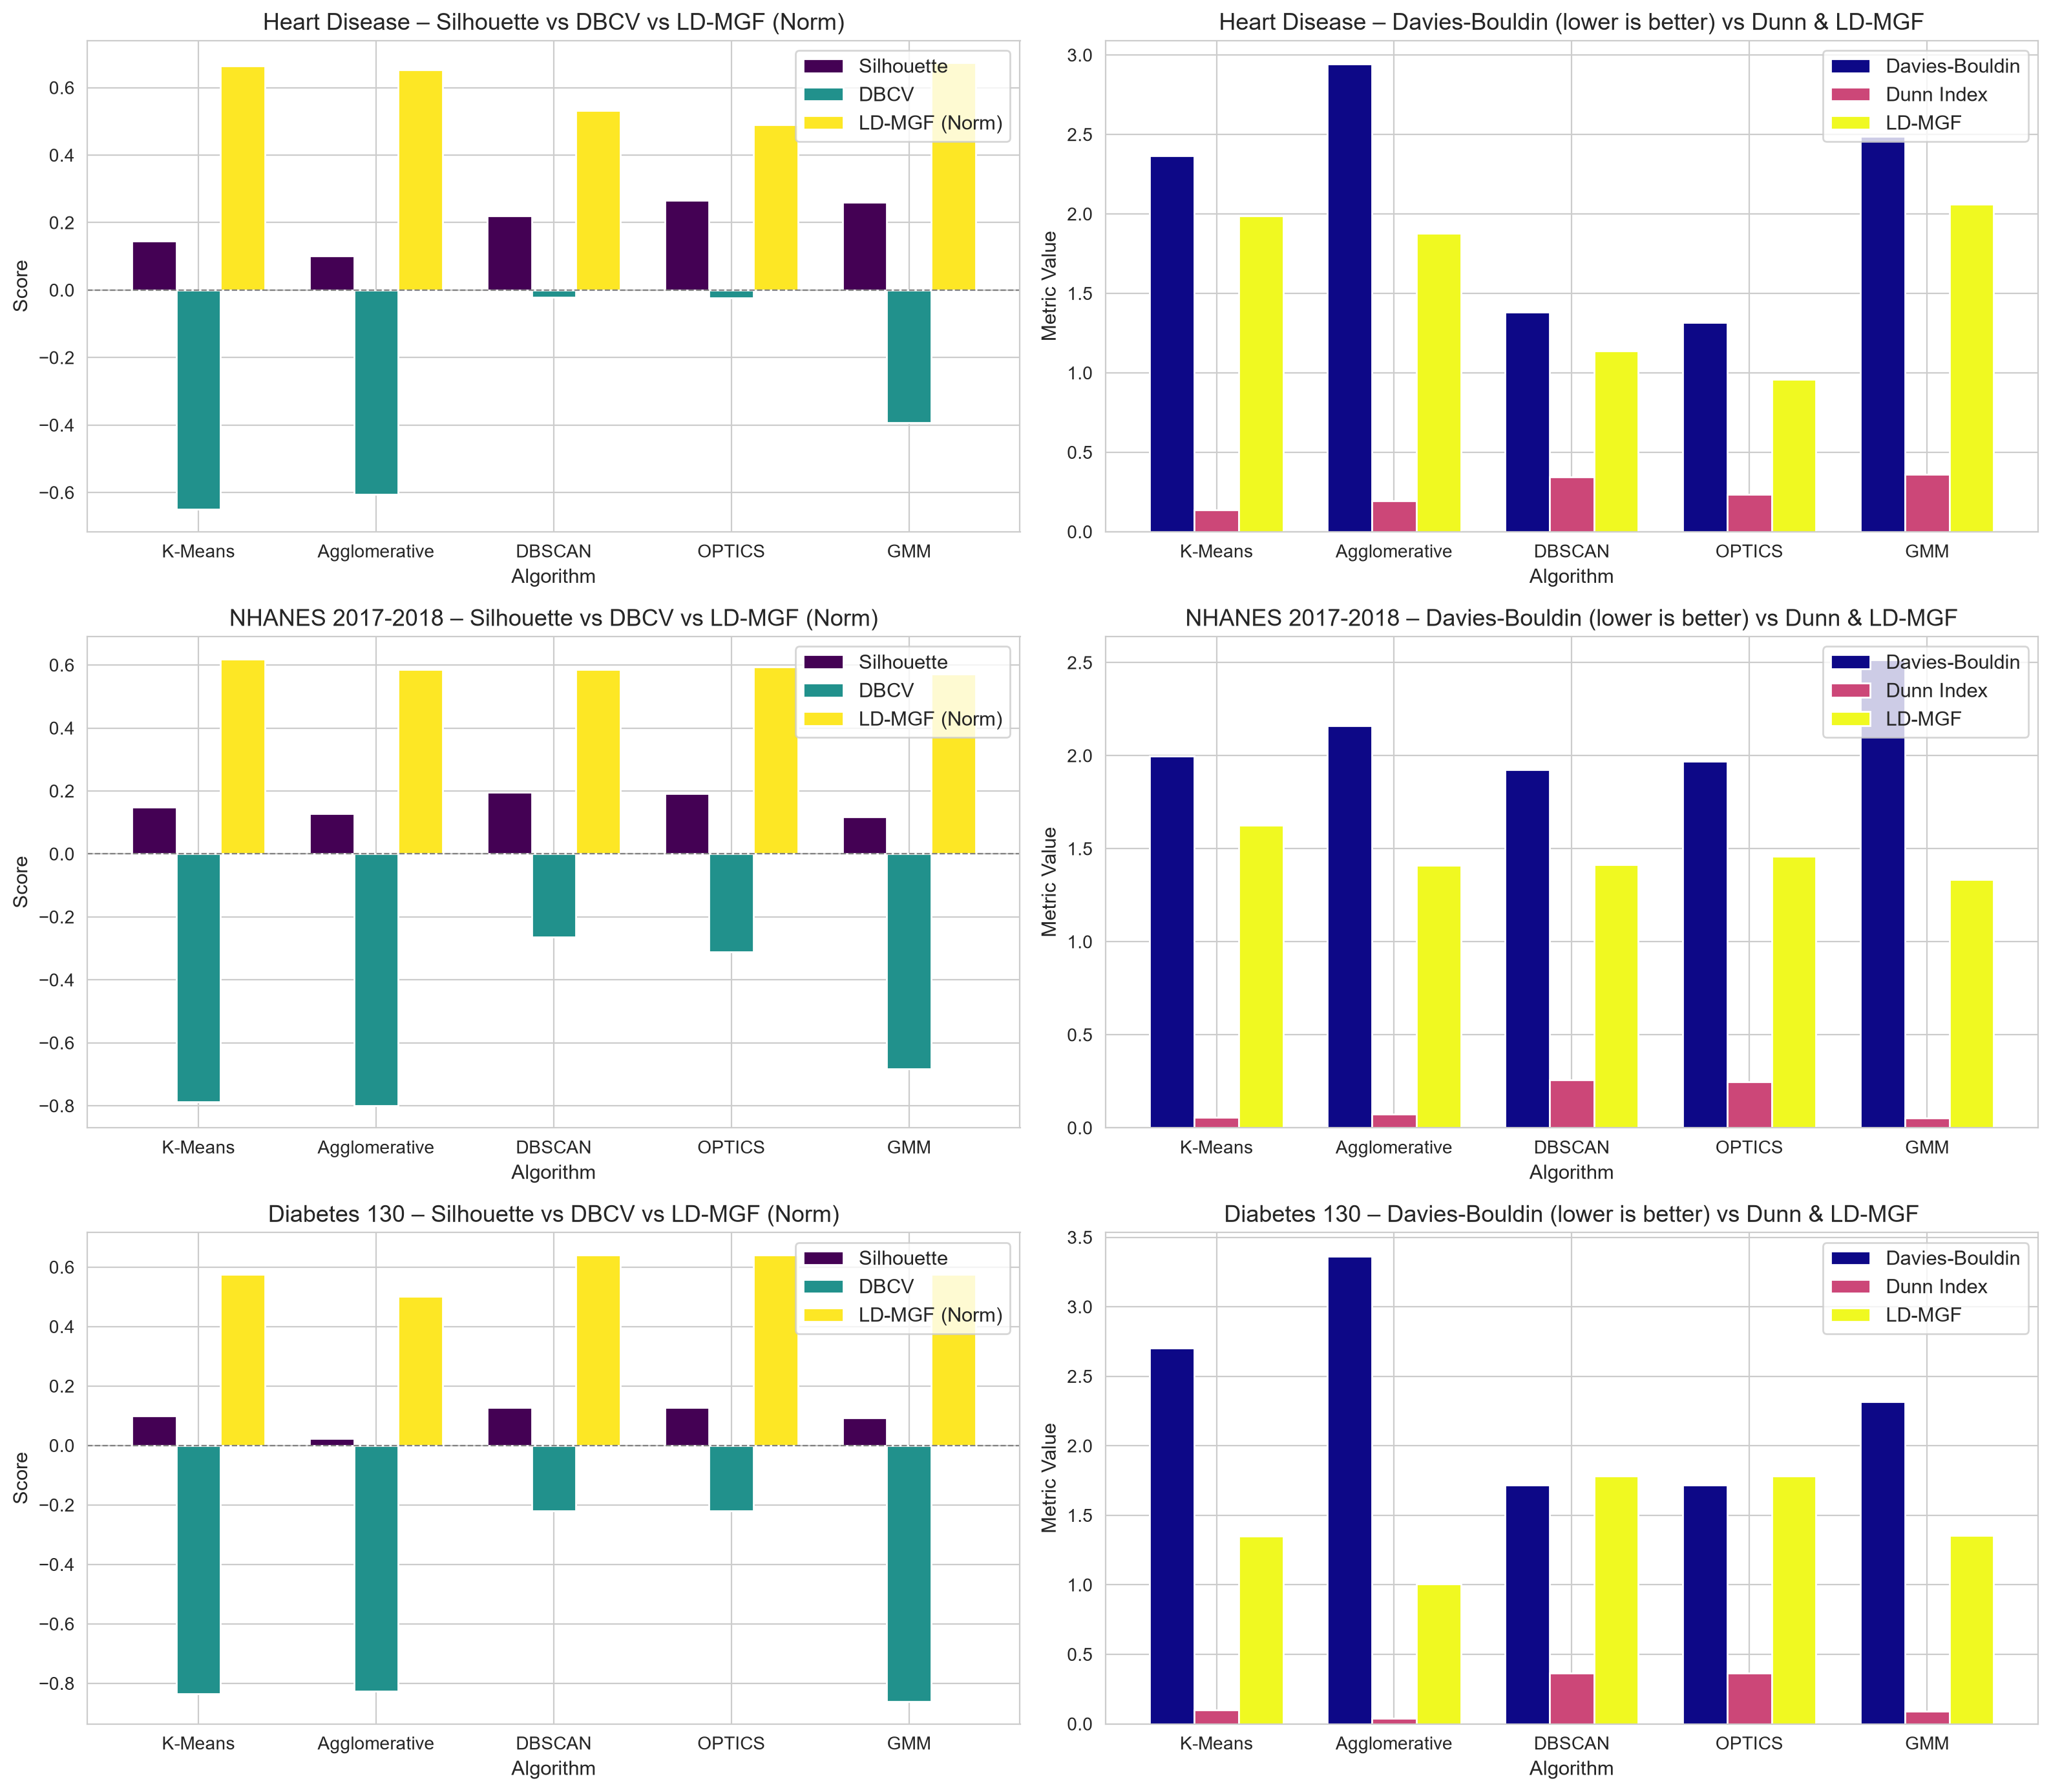 Heart Disease – Silhouette vs DBCV vs LD-MGF (Norm)
Score
0.6
0.4
0.2
0.0
−0.2
−0.4
−0.6
Silhouette
DBCV
LD-MGF (Norm)
K-Means Agglomerative DBSCAN OPTICS GMM
Algorithm
Heart Disease – Davies-Bouldin (lower is better) vs Dunn & LD-MGF
Metric Value
3.0
2.5
2.0
1.5
1.0
0.5
0.0
Davies-Bouldin
Dunn Index
LD-MGF
K-Means Agglomerative DBSCAN OPTICS GMM
Algorithm
NHANES 2017-2018 – Silhouette vs DBCV vs LD-MGF (Norm)
Score
0.6
0.4
0.2
0.0
−0.2
−0.4
−0.6
−0.8
Silhouette
DBCV
LD-MGF (Norm)
K-Means Agglomerative DBSCAN OPTICS GMM
Algorithm
NHANES 2017-2018 – Davies-Bouldin (lower is better) vs Dunn & LD-MGF
Metric Value
2.5
2.0
1.5
1.0
0.5
0.0
Davies-Bouldin
Dunn Index
LD-MGF
K-Means Agglomerative DBSCAN OPTICS GMM
Algorithm
Diabetes 130 – Silhouette vs DBCV vs LD-MGF (Norm)
Score
0.6
0.4
0.2
0.0
−0.2
−0.4
−0.6
−0.8
Silhouette
DBCV
LD-MGF (Norm)
K-Means Agglomerative DBSCAN OPTICS GMM
Algorithm
Diabetes 130 – Davies-Bouldin (lower is better) vs Dunn & LD-MGF
Metric Value
3.5
3.0
2.5
2.0
1.5
1.0
0.5
0.0
Davies-Bouldin
Dunn Index
LD-MGF
K-Means Agglomerative DBSCAN OPTICS GMM
Algorithm